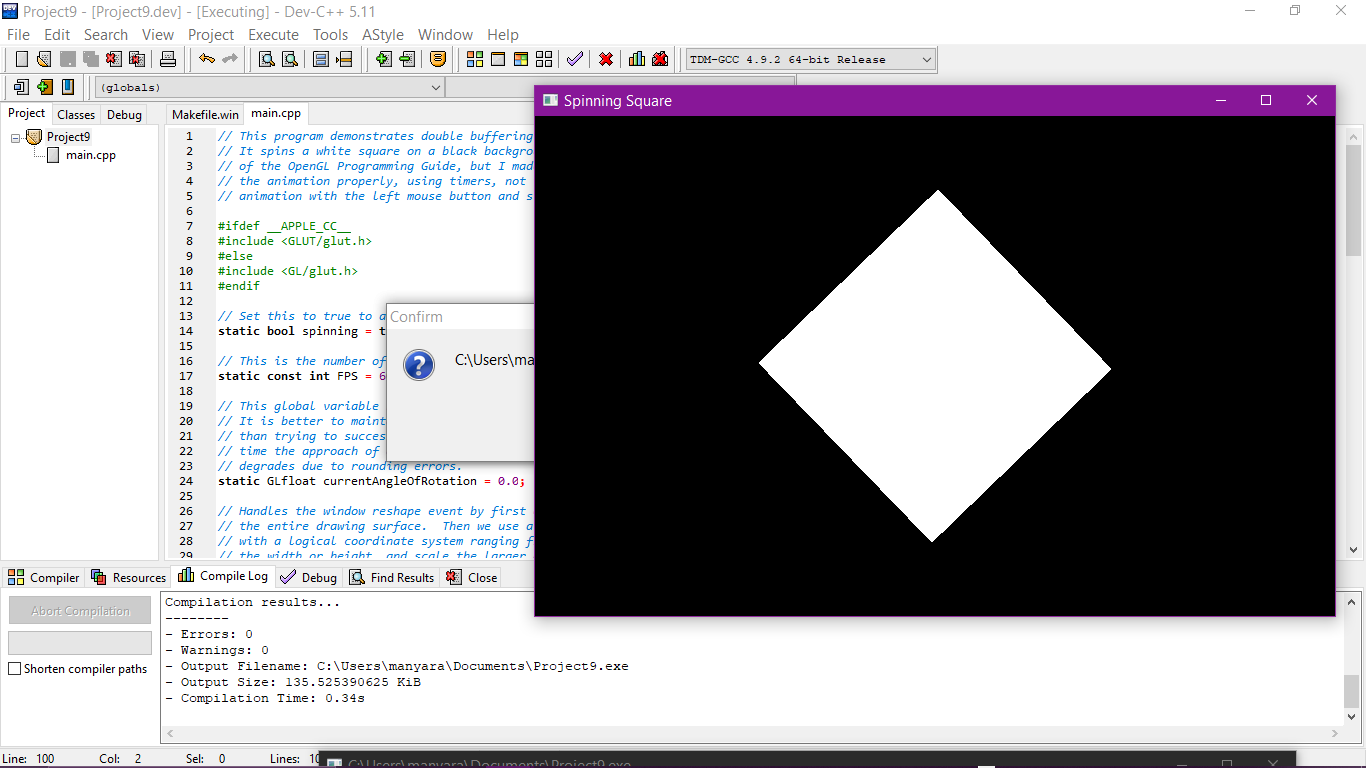 Project9 - [Project9.dev] - [Executing] - Dev-C++ 5.11
File Edit Search View Project Execute Tools AStyle Window Help
TDM-GCC 4.9.2 64-bit Release
(globals)
Project Classes Debug
Project9
main.cpp
Makefile.win main.cpp
1 // This program demonstrates double buffering
2 // It spins a white square on a black backgro
3 // of the OpenGL Programming Guide, but I mad
4 // the animation properly, using timers, not
5 // animation with the left mouse button and s
6
7 #ifdef __APPLE_CC__
8 #include <GLUT/glut.h>
9 #else
10 #include <GL/glut.h>
11 #endif
12
13 // Set this to true to a
14 static bool spinning = t
15
16 // This is the number of
17 static const int FPS = 6
18
19 // This global variable
20 // It is better to maint
21 // than trying to succes
22 // time the approach of
23 // degrades due to rounding errors.
24 static GLfloat currentAngleOfRotation = 0.0;
25
26 // Handles the window reshape event by first
27 // the entire drawing surface. Then we use a
28 // with a logical coordinate system ranging f
29 // the width or height, and scale the larger
Confirm
C:\Users\ma
Spinning Square
Compiler Resources Compile Log Debug Find Results Close
Abort Compilation
Shorten compiler paths
Compilation results...
--------
- Errors: 0
- Warnings: 0
- Output Filename: C:\Users\manyara\Documents\Project9.exe
- Output Size: 135.525390625 KiB
- Compilation Time: 0.34s
Line: 100 Col: 2 Sel: 0 Lines: 10
C:\Users\manyara\Documents\Project9.exe